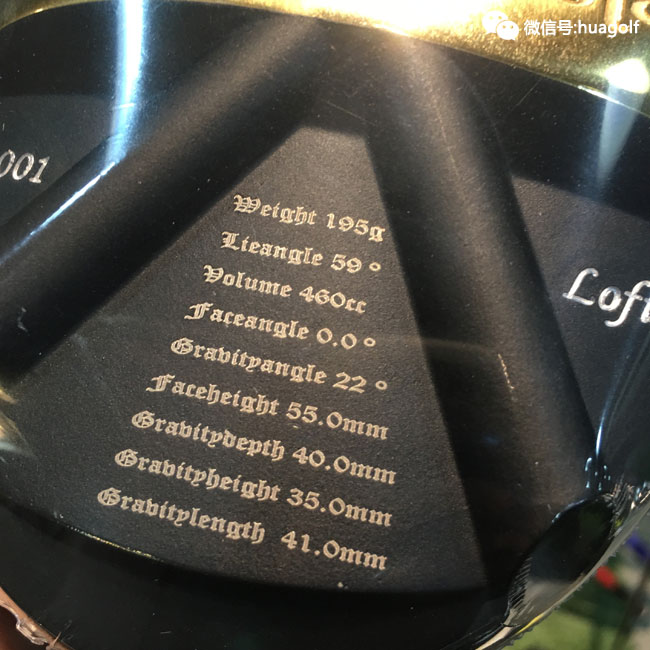 微信号:huagolf
001
Weight 195g
Lieangle 59°
Volume 460cc
Faceangle 0.0°
Gravityangle 22°
Faceheight 55.0mm
Gravitydepth 40.0mm
Gravityheight 35.0mm
Gravitylength 41.0mm